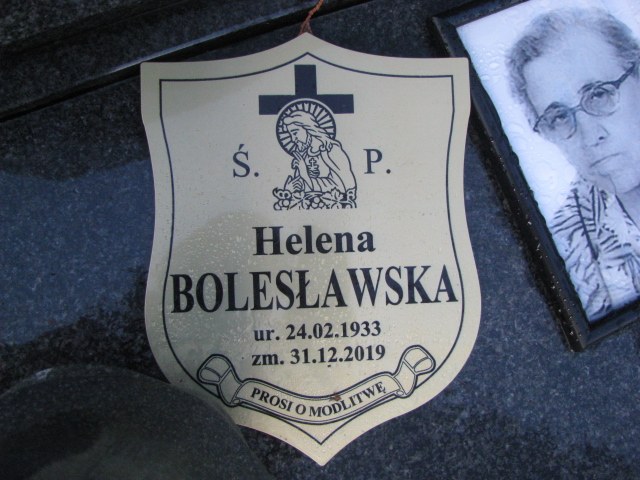 Ś. P.
Helena
BOLESŁAWSKA
ur. 24.02.1933
zm. 31.12.2019
PROSI O MODLITWĘ